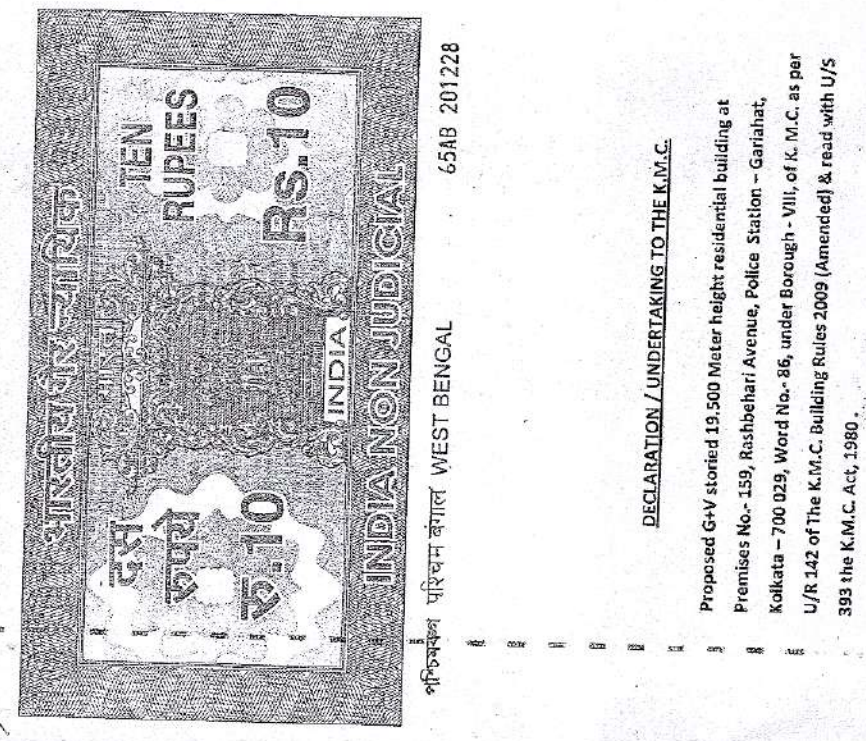 भारतीय गैर न्यायिक
दस
रुपये
रु.10
भारत
TEN
RUPEES
RS.10
INDIA
INDIA NON JUDICIAL
পশ্চিমবঙ্গ पश्चिम बंगाल WEST BENGAL
65AB 201228
DECLARATION / UNDERTAKING TO THE K.M.C.
Proposed G+V storied 19.500 Meter height residential building at
Premises No.- 159, Rashbehari Avenue, Police Station – Gariahat,
Kolkata – 700 029, Word No.- 86, under Borough - VIII, of K. M.C. as per
U/R 142 of The K.M.C. Building Rules 2009 (Amended) & read with U/S
393 the K.M.C. Act, 1980 .